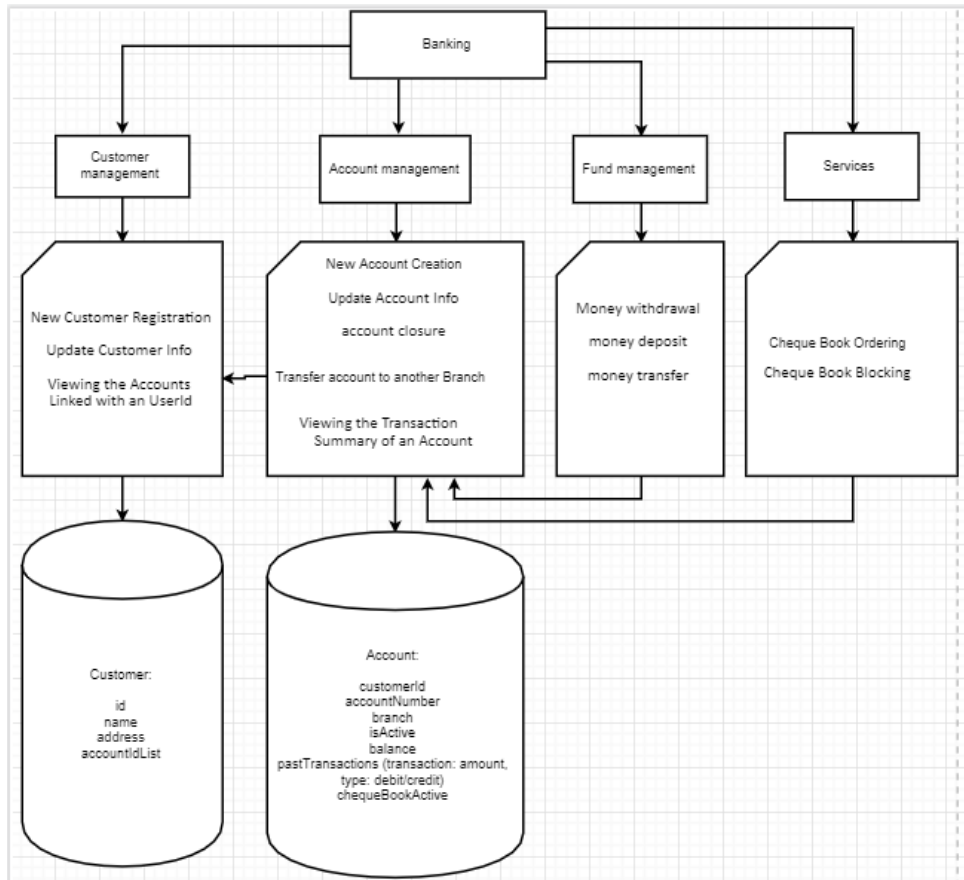 Banking
Customer
management
Account management
Fund management
Services
New Customer Registration
Update Customer Info
Viewing the Accounts
Linked with an UserId
New Account Creation
Update Account Info
account closure
Transfer account to another Branch
Viewing the Transaction
Summary of an Account
Money withdrawal
money deposit
money transfer
Cheque Book Ordering
Cheque Book Blocking
Customer:
id
name
address
accountIdList
Account:
customerId
accountNumber
branch
isActive
balance
pastTransactions (transaction: amount,
type: debit/credit)
chequeBookActive